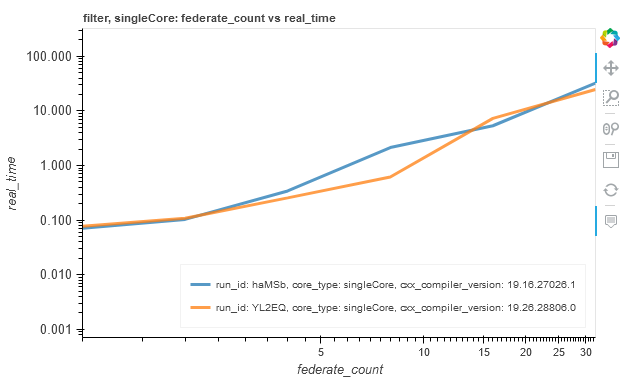 filter, singleCore: federate_count vs real_time
100.000
10.000
1.000
0.100
0.010
0.001
real_time
run_id: haMSb, core_type: singleCore, cxx_compiler_version: 19.16.27026.1
run_id: YL2EQ, core_type: singleCore, cxx_compiler_version: 19.26.28806.0
5 10 15 20 25 30
federate_count